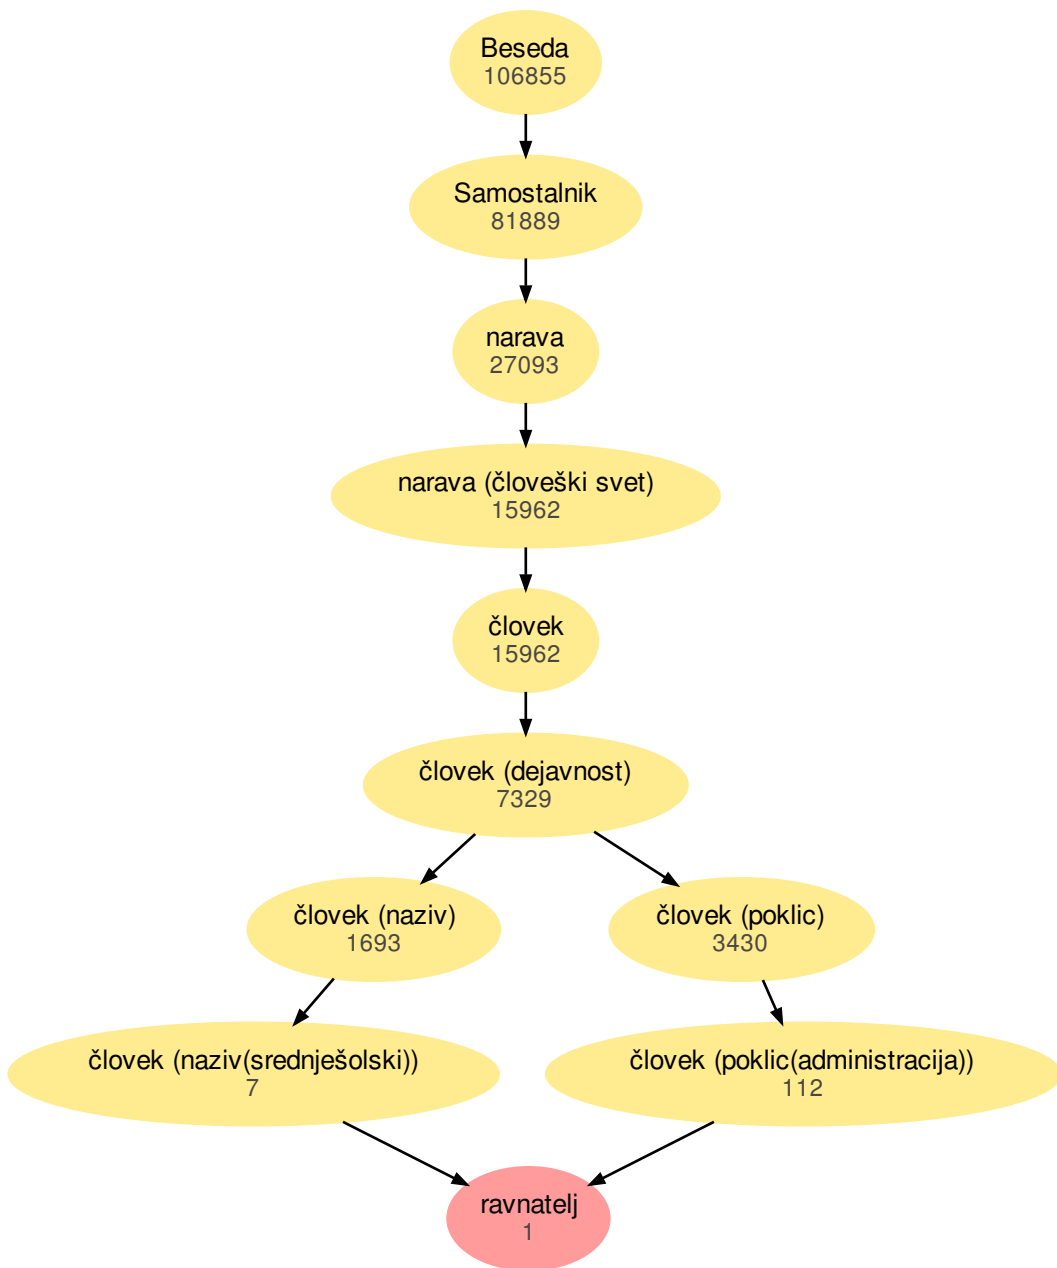 Beseda
106855
Samostalnik
81889
narava
27093
narava (človeški svet)
15962
človek
15962
človek (dejavnost)
7329
človek (naziv)
1693
človek (poklic)
3430
človek (naziv(srednješolski))
7
človek (poklic(administracija))
112
ravnatelj
1